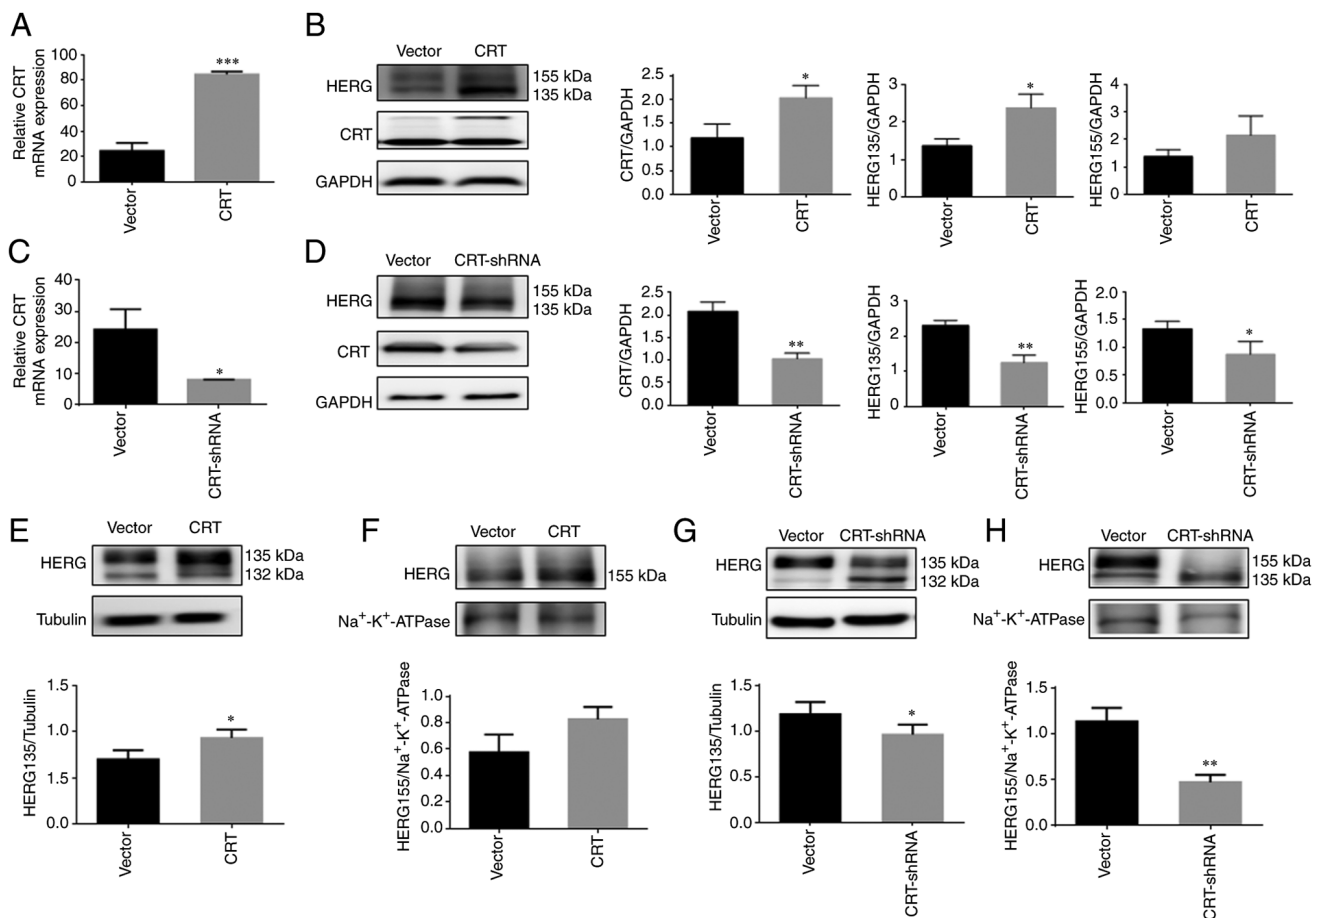 A
Relative CRT
mRNA expression
100
80
60
40
20
0
***
Vector
CRT
B
Vector CRT
HERG
155 kDa
135 kDa
CRT
GAPDH
CRT/GAPDH
2.5
2.0
1.5
1.0
0.5
0.0
*
Vector
CRT
HERG135/GAPDH
3
2
1
0
*
Vector
CRT
HERG155/GAPDH
4
3
2
1
0
Vector
CRT
C
Relative CRT
mRNA expression
40
30
20
10
0
*
Vector
CRT-shRNA
D
Vector CRT-shRNA
HERG
155 kDa
135 kDa
CRT
GAPDH
CRT/GAPDH
2.5
2.0
1.5
1.0
0.5
0.0
**
Vector
CRT-shRNA
HERG135/GAPDH
3
2
1
0
**
Vector
CRT-shRNA
HERG155/GAPDH
2.0
1.5
1.0
0.5
0.0
*
Vector
CRT-shRNA
E
Vector CRT
HERG
135 kDa
132 kDa
Tubulin
HERG135/Tubulin
1.5
1.0
1.5
0.0
*
Vector
CRT
F
Vector CRT
HERG
155 kDa
Na+-K+-ATPase
HERG155/Na+-K+-ATPase
1.0
0.8
0.6
0.4
0.2
0.0
Vector
CRT
G
Vector CRT-shRNA
HERG
135 kDa
132 kDa
Tubulin
HERG135/Tubulin
1.5
1.0
0.5
0.0
*
Vector
CRT-shRNA
H
Vector CRT-shRNA
HERG
155 kDa
135 kDa
Na+-K+-ATPase
HERG155/Na+-K+-ATPase
1.5
1.0
0.5
0.0
**
Vector
CRT-shRNA